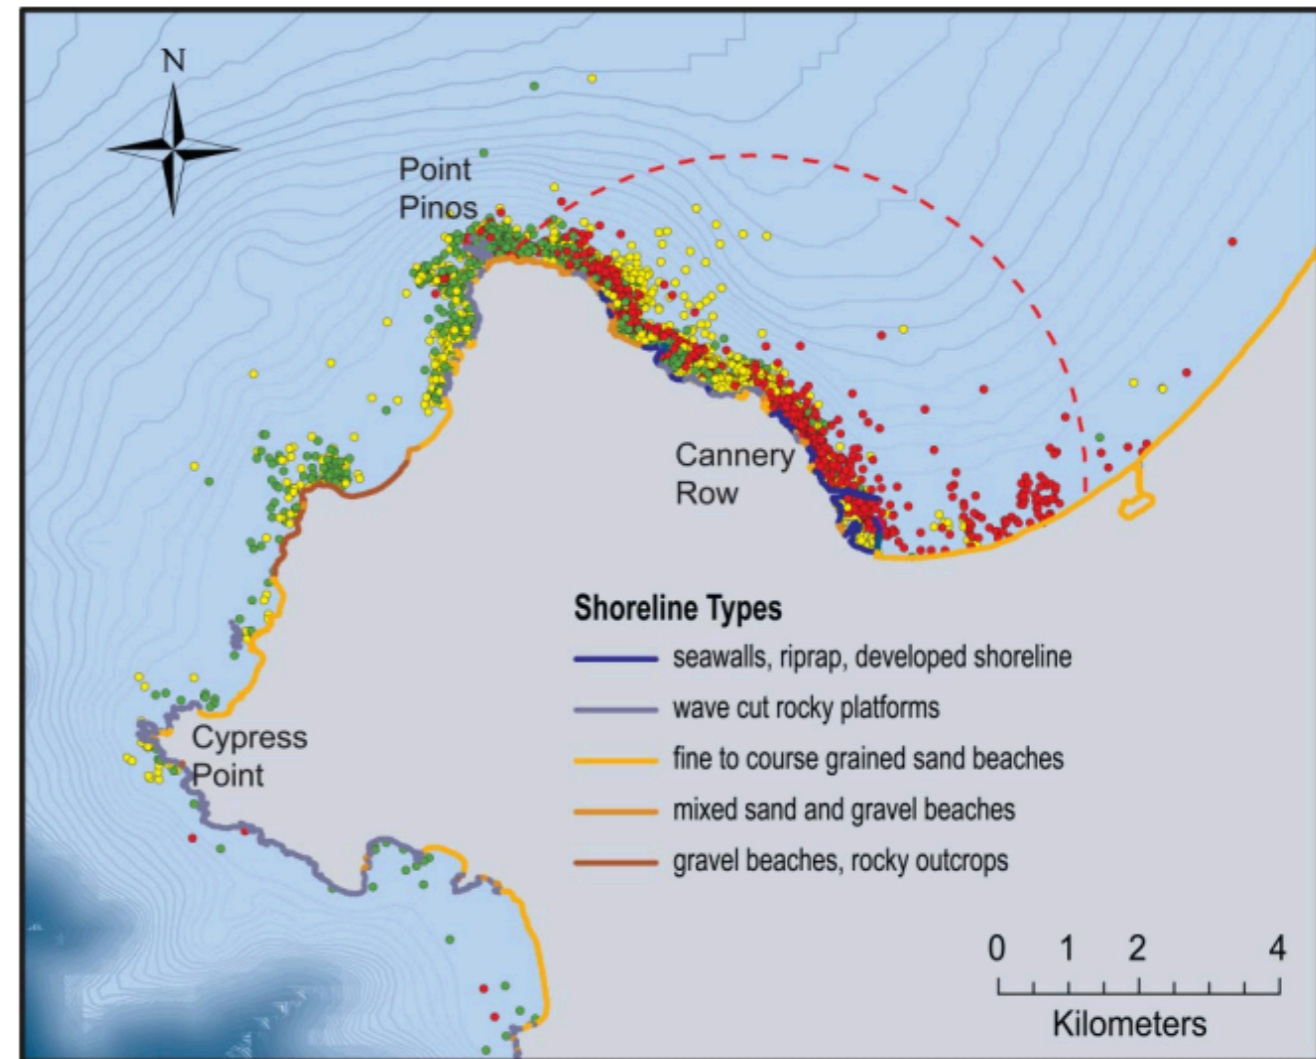 N
Point
Pinos
Cannery
Row
Shoreline Types
seawalls, riprap, developed shoreline
wave cut rocky platforms
Cypress
Point
fine to course grained sand beaches
mixed sand and gravel beaches
gravel beaches, rocky outcrops
0 1 2 4
Kilometers